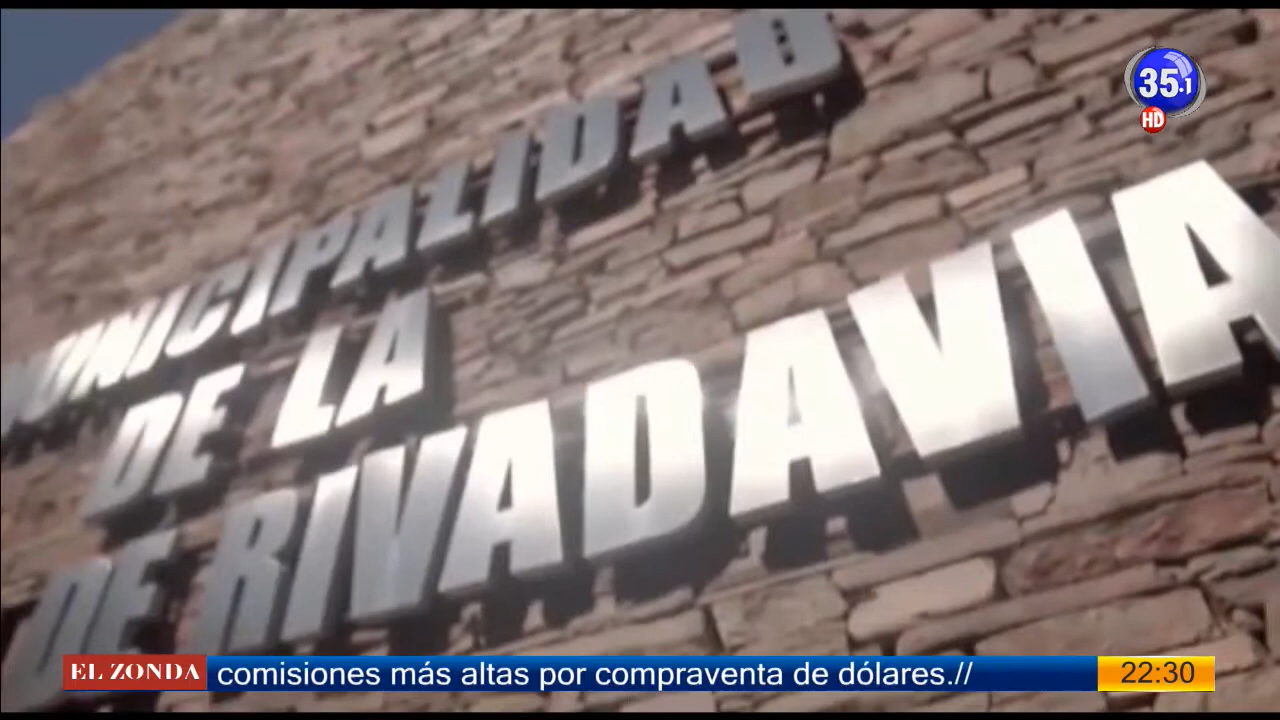 35.1
HD
MUNICIPALIDAD
DE LA
DE RIVADAVIA
EL ZONDA
comisiones más altas por compraventa de dólares.//
22:30